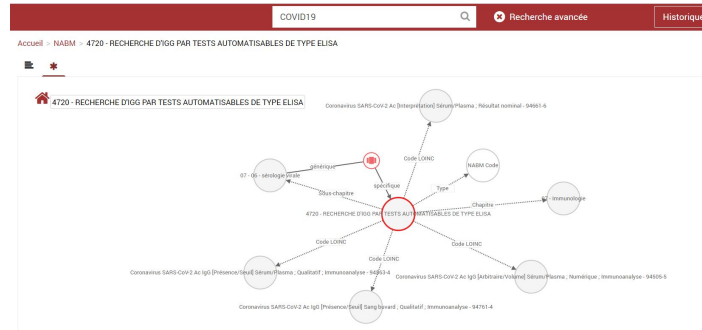 COVID19
Recherche avancée
Historique
Accueil > NABM > 4720 - RECHERCHE D'IGG PAR TESTS AUTOMATISABLES DE TYPE ELISA
4720 - RECHERCHE D'IGG PAR TESTS AUTOMATISABLES DE TYPE ELISA
Coronavirus SARS-CoV-2 Ac [Interprétation] Sérum/Plasma ; Résultat nominal - 94661-6
Code LOINC
générique
NABM Code
07 - 06 - sérologie virale
spécifique
Type
Sous-chapitre
Chapitre
- Immunologie
4720 - RECHERCHE D'IGG PAR TESTS AUTOMATISABLES DE TYPE ELISA
Code LOINC
Code LOINC
Code LOINC
Coronavirus SARS-CoV-2 Ac IgG [Présence/Seuil] Sérum/Plasma ; Qualitatif ; Immunoanalyse - 94563-4
Coronavirus SARS-CoV-2 Ac IgG [Arbitraire/Volume] Sérum/Plasma ; Numérique ; Immunoanalyse - 94505-5
Coronavirus SARS-CoV-2 Ac IgG [Présence/Seuil] Sang buvard ; Qualitatif ; Immunoanalyse - 94761-4